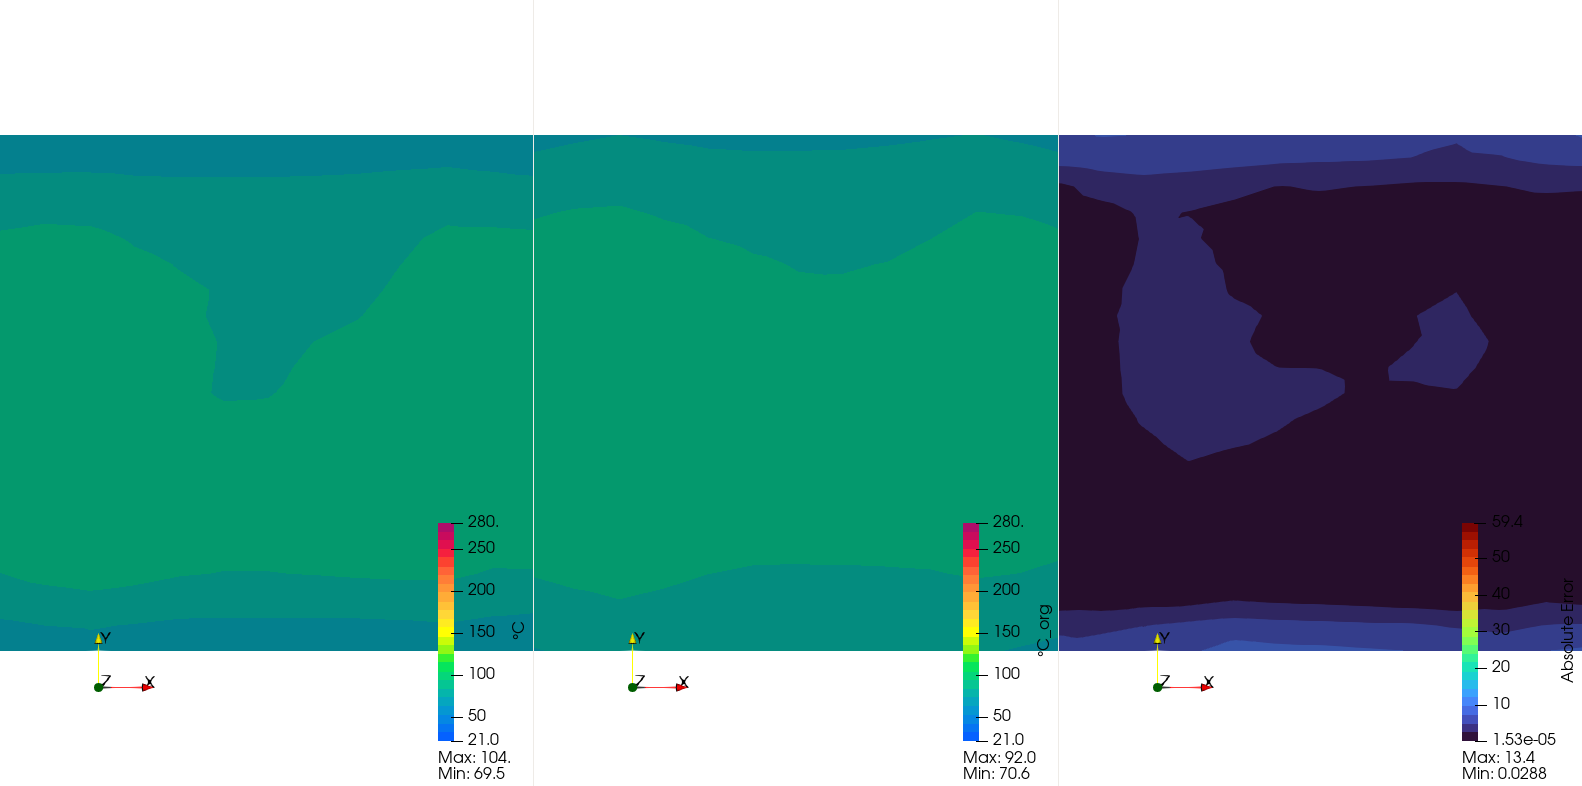 280.
250
200
150
100
50
21.0
°C
Max: 104.
Min: 69.5
Y
Z
X
280.
250
200
150
100
50
21.0
°C_org
Max: 92.0
Min: 70.6
Y
Z
X
59.4
50
40
30
20
10
1.53e-05
Absolute Error
Max: 13.4
Min: 0.0288
Y
Z
X